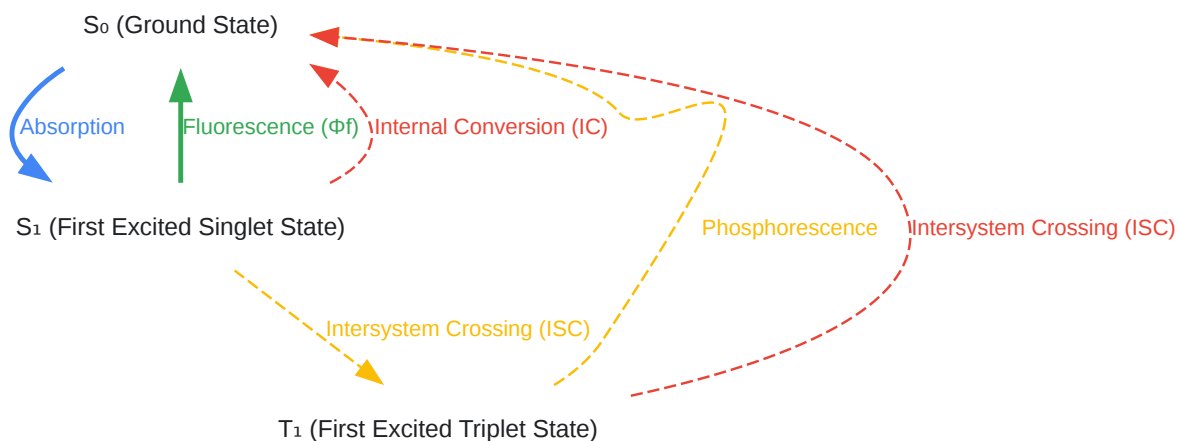 S₀ (Ground State)
Absorption
Fluorescence (Φf)
Internal Conversion (IC)
S₁ (First Excited Singlet State)
Phosphorescence
Intersystem Crossing (ISC)
Intersystem Crossing (ISC)
T₁ (First Excited Triplet State)